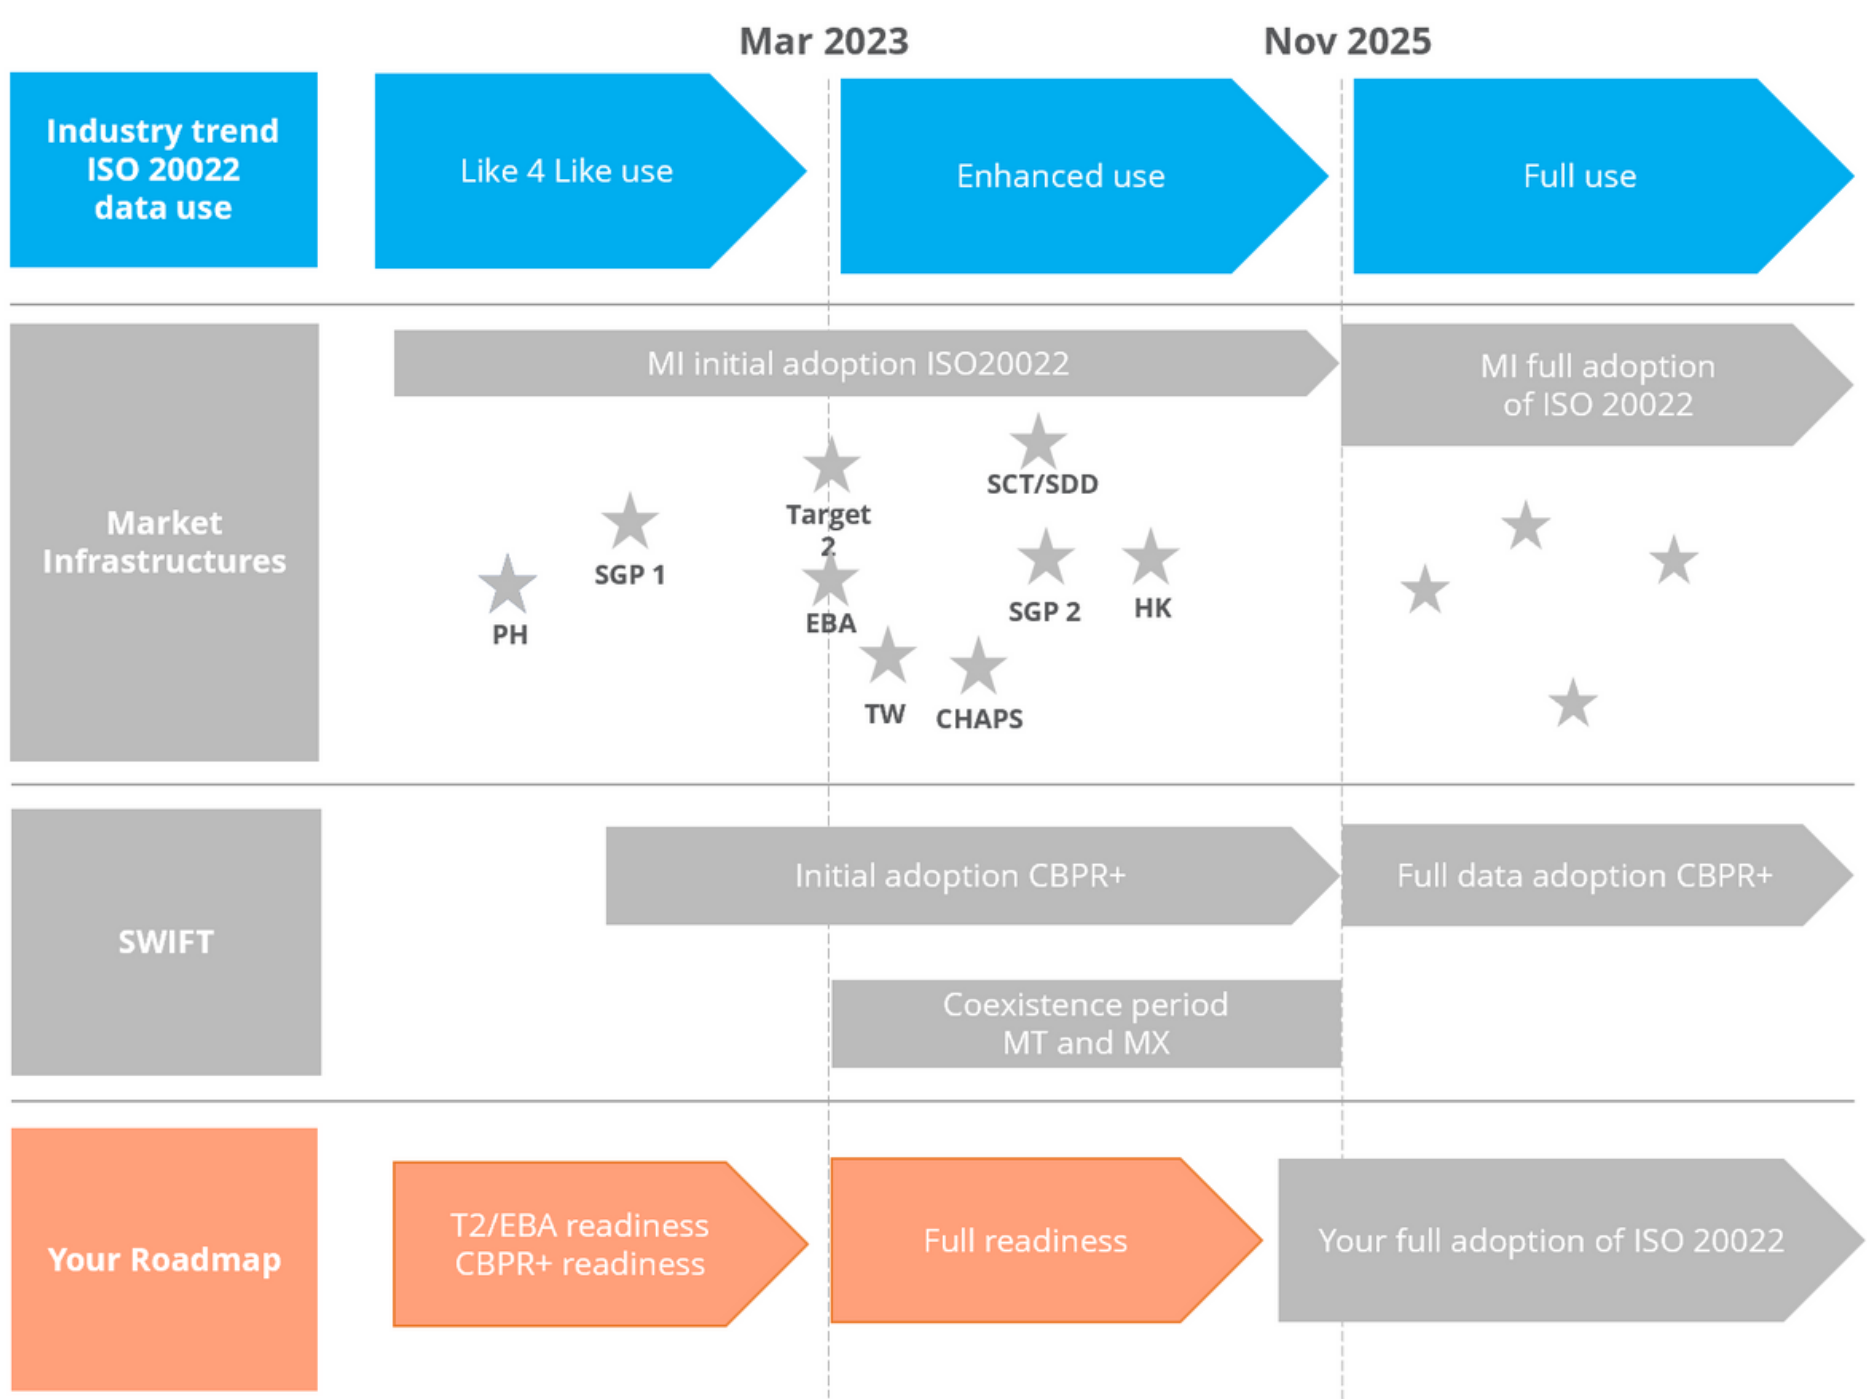 Mar 2023
Nov 2025
Industry trend
ISO 20022
data use
Like 4 Like use
Enhanced use
Full use
Market
Infrastructures
MI initial adoption ISO20022
MI full adoption
of ISO 20022
SCT/SDD
Target
2
SGP 1
PH
EBA
SGP 2
HK
TW
CHAPS
SWIFT
Initial adoption CBPR+
Full data adoption CBPR+
Coexistence period
MT and MX
Your Roadmap
T2/EBA readiness
CBPR+ readiness
Full readiness
Your full adoption of ISO 20022